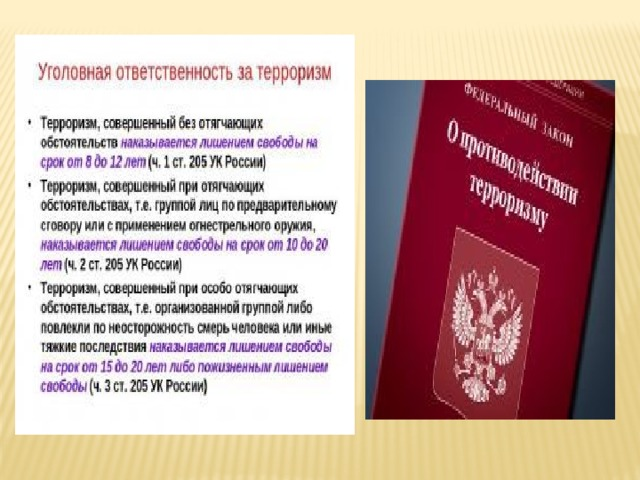 Уголовная ответственность за терроризм
• Терроризм, совершенный без отягчающих
обстоятельств наказывается лишением свободы на
срок от 8 до 12 лет (ч. 1 ст. 205 УК России)
• Терроризм, совершенный при отягчающих
обстоятельствах, т.е. группой лиц по предварительному
сговору или с применением огнестрельного оружия,
наказывается лишением свободы на срок от 10 до 20
лет (ч. 2 ст. 205 УК России)
• Терроризм, совершенный при особо отягчающих
обстоятельствах, т.е. организованной группой либо
повлекли по неосторожность смерь человека или иные
тяжкие последствия наказывается лишением свободы
на срок от 15 до 20 лет либо пожизненным лишением
свободы (ч. 3 ст. 205 УК России)
ФЕДЕРАЛЬНЫЙ ЗАКОН
О противодействии
терроризму